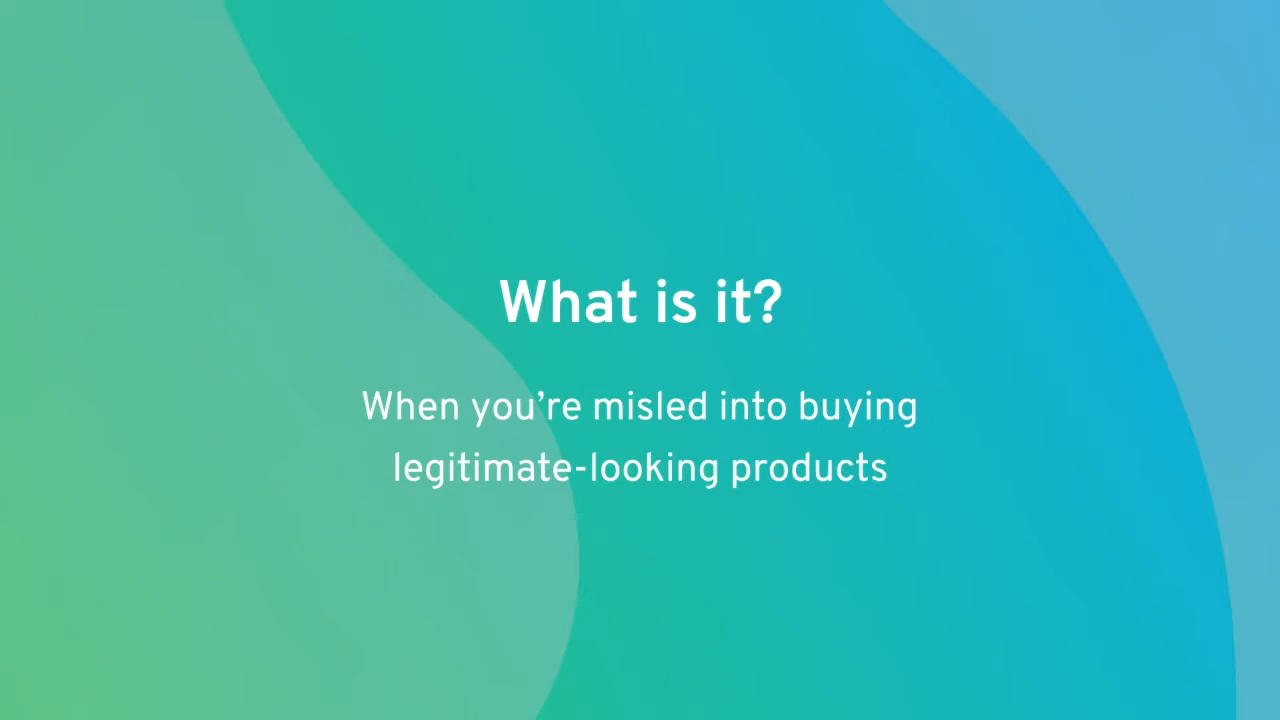 What is it?
When you’re misled into buying
legitimate-looking products